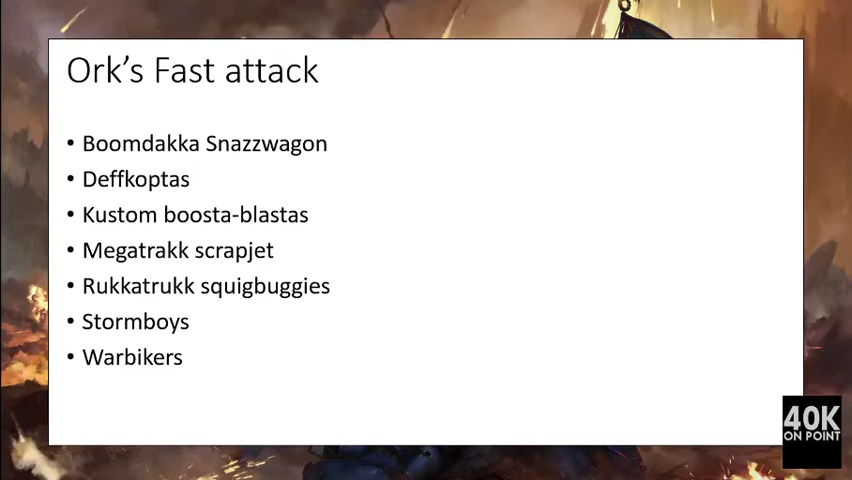 Ork's Fast attack
• Boomdakka Snazzwagon
• Deffkoptas
• Kustom boosta-blastas
• Megatrakk scrapjet
• Rukkatrukk squigbuggies
• Stormboys
• Warbikers
40K
ON POINT